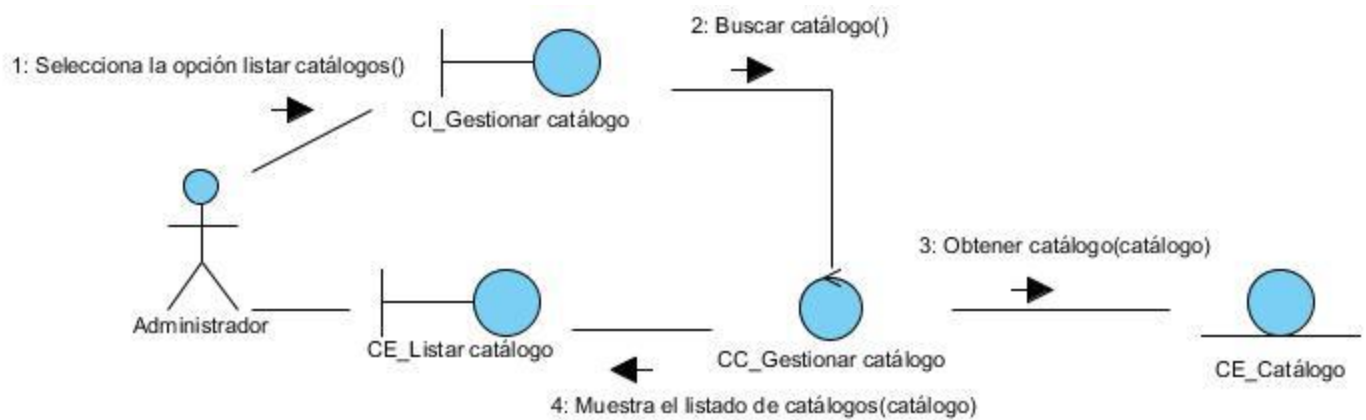 2: Buscar catálogo()
1: Selecciona la opción listar catálogos()
CI_Gestionar catálogo
3: Obtener catálogo(catálogo)
Administrador
CE_Listar catálogo
CC_Gestionar catálogo
CE_Catálogo
4: Muestra el listado de catálogos(catálogo)